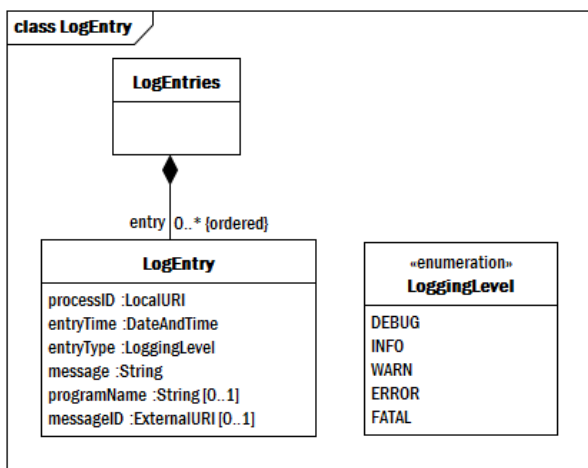 class LogEntry
LogEntries
entry 0..* {ordered}
LogEntry
processID :LocalURI
entryTime :DateAndTime
entryType :LoggingLevel
message :String
programName :String [0..1]
messageID :ExternalURI [0..1]
«enumeration»
LoggingLevel
DEBUG
INFO
WARN
ERROR
FATAL